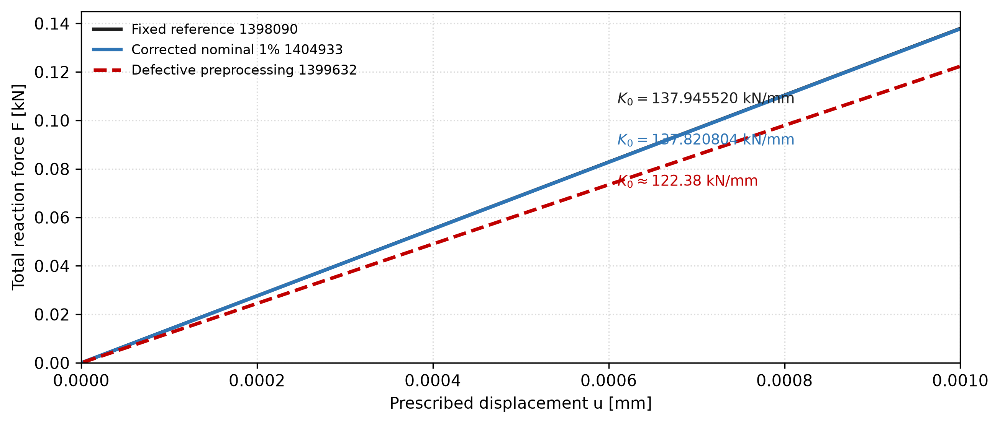 0.14
0.12
0.10
0.08
0.06
0.04
0.02
0.00
Total reaction force F [kN]
Fixed reference 1398090
Corrected nominal 1% 1404933
Defective preprocessing 1399632
K₀ = 137.945520 kN/mm
K₀ = 137.820804 kN/mm
K₀ ≈ 122.38 kN/mm
0.0000 0.0002 0.0004 0.0006 0.0008 0.0010
Prescribed displacement u [mm]